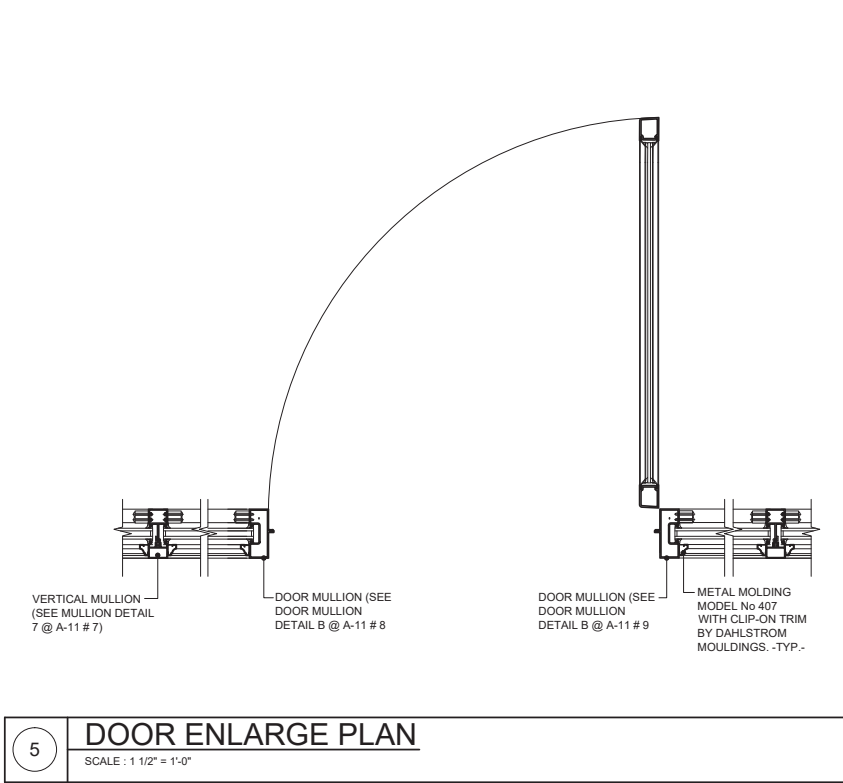 VERTICAL MULLION
(SEE MULLION DETAIL
7 @ A-11 # 7)
DOOR MULLION (SEE
DOOR MULLION
DETAIL B @ A-11 # 8
DOOR MULLION (SEE
DOOR MULLION
DETAIL B @ A-11 # 9
METAL MOLDING
MODEL No 407
WITH CLIP-ON TRIM
BY DAHLSTROM
MOULDINGS. -TYP.-
5
DOOR ENLARGE PLAN
SCALE : 1 1/2" = 1'-0"